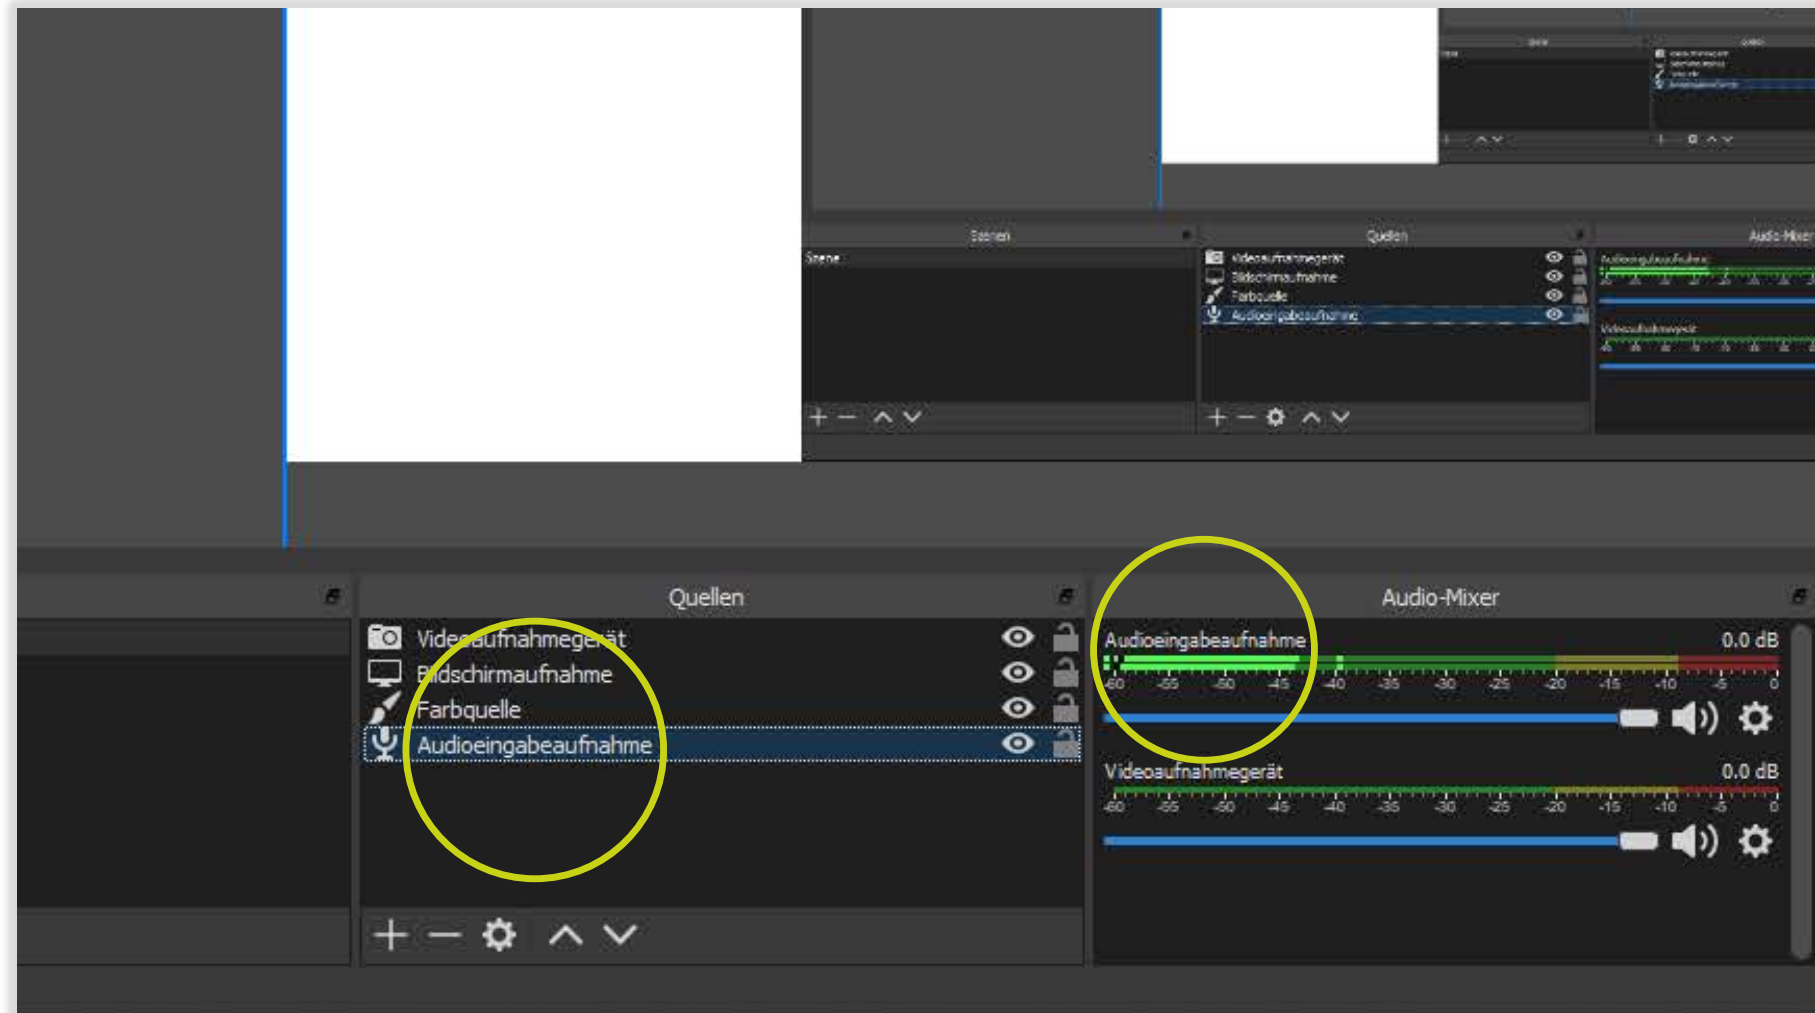 Szenen
Quellen
Audio-Mixer
Szene
Videoaufnahmegerät
Bildschirmaufnahme
Farbquelle
Audioeingabeaufnahme
Audioeingabeaufnahme
Videoaufnahmegerät
Quellen
Videoaufnahmegerät
Bildschirmaufnahme
Farbquelle
Audioeingabeaufnahme
Audio-Mixer
Audioeingabeaufnahme 0.0 dB
-60 -55 -50 -45 -40 -35 -30 -25 -20 -15 -10 -5 0
Videoaufnahmegerät 0.0 dB
-60 -55 -50 -45 -40 -35 -30 -25 -20 -15 -10 -5 0